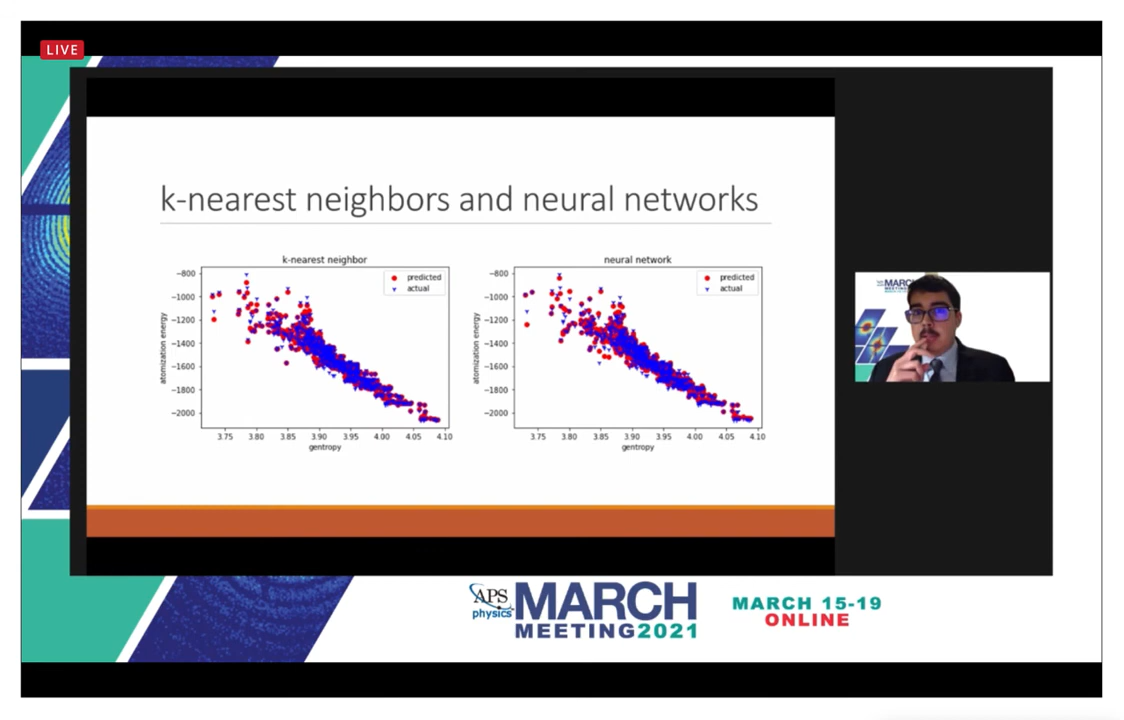 LIVE
k-nearest neighbors and neural networks
k-nearest neighbor
predicted
actual
atomization energy
−800
−1000
−1200
−1400
−1600
−1800
−2000
3.75 3.80 3.85 3.90 3.95 4.00 4.05 4.10
gentropy
neural network
predicted
actual
atomization energy
−800
−1000
−1200
−1400
−1600
−1800
−2000
3.75 3.80 3.85 3.90 3.95 4.00 4.05 4.10
gentropy
MARCH
APS
physics
MARCH
MEETING2021
MARCH 15-19
ONLINE